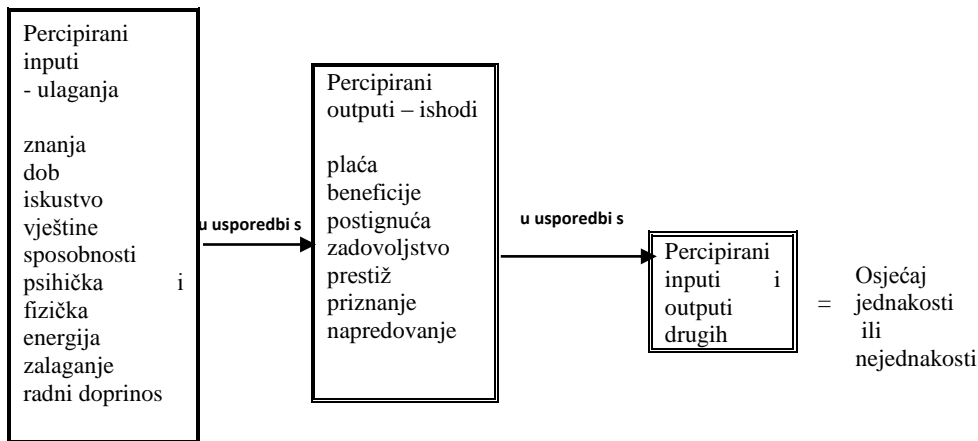 Percipirani
inputi
- ulaganja
znanja
dob
iskustvo
vještine
sposobnosti
psihička i
fizička
energija
zalaganje
radni doprinos
u usporedbi s
Percipirani
outputi – ishodi
plaća
beneficije
postignuća
zadovoljstvo
prestiž
priznanje
napredovanje
u usporedbi s
Percipirani
inputi i
outputi
drugih
=
Osjećaj
jednakosti
ili
nejednakosti